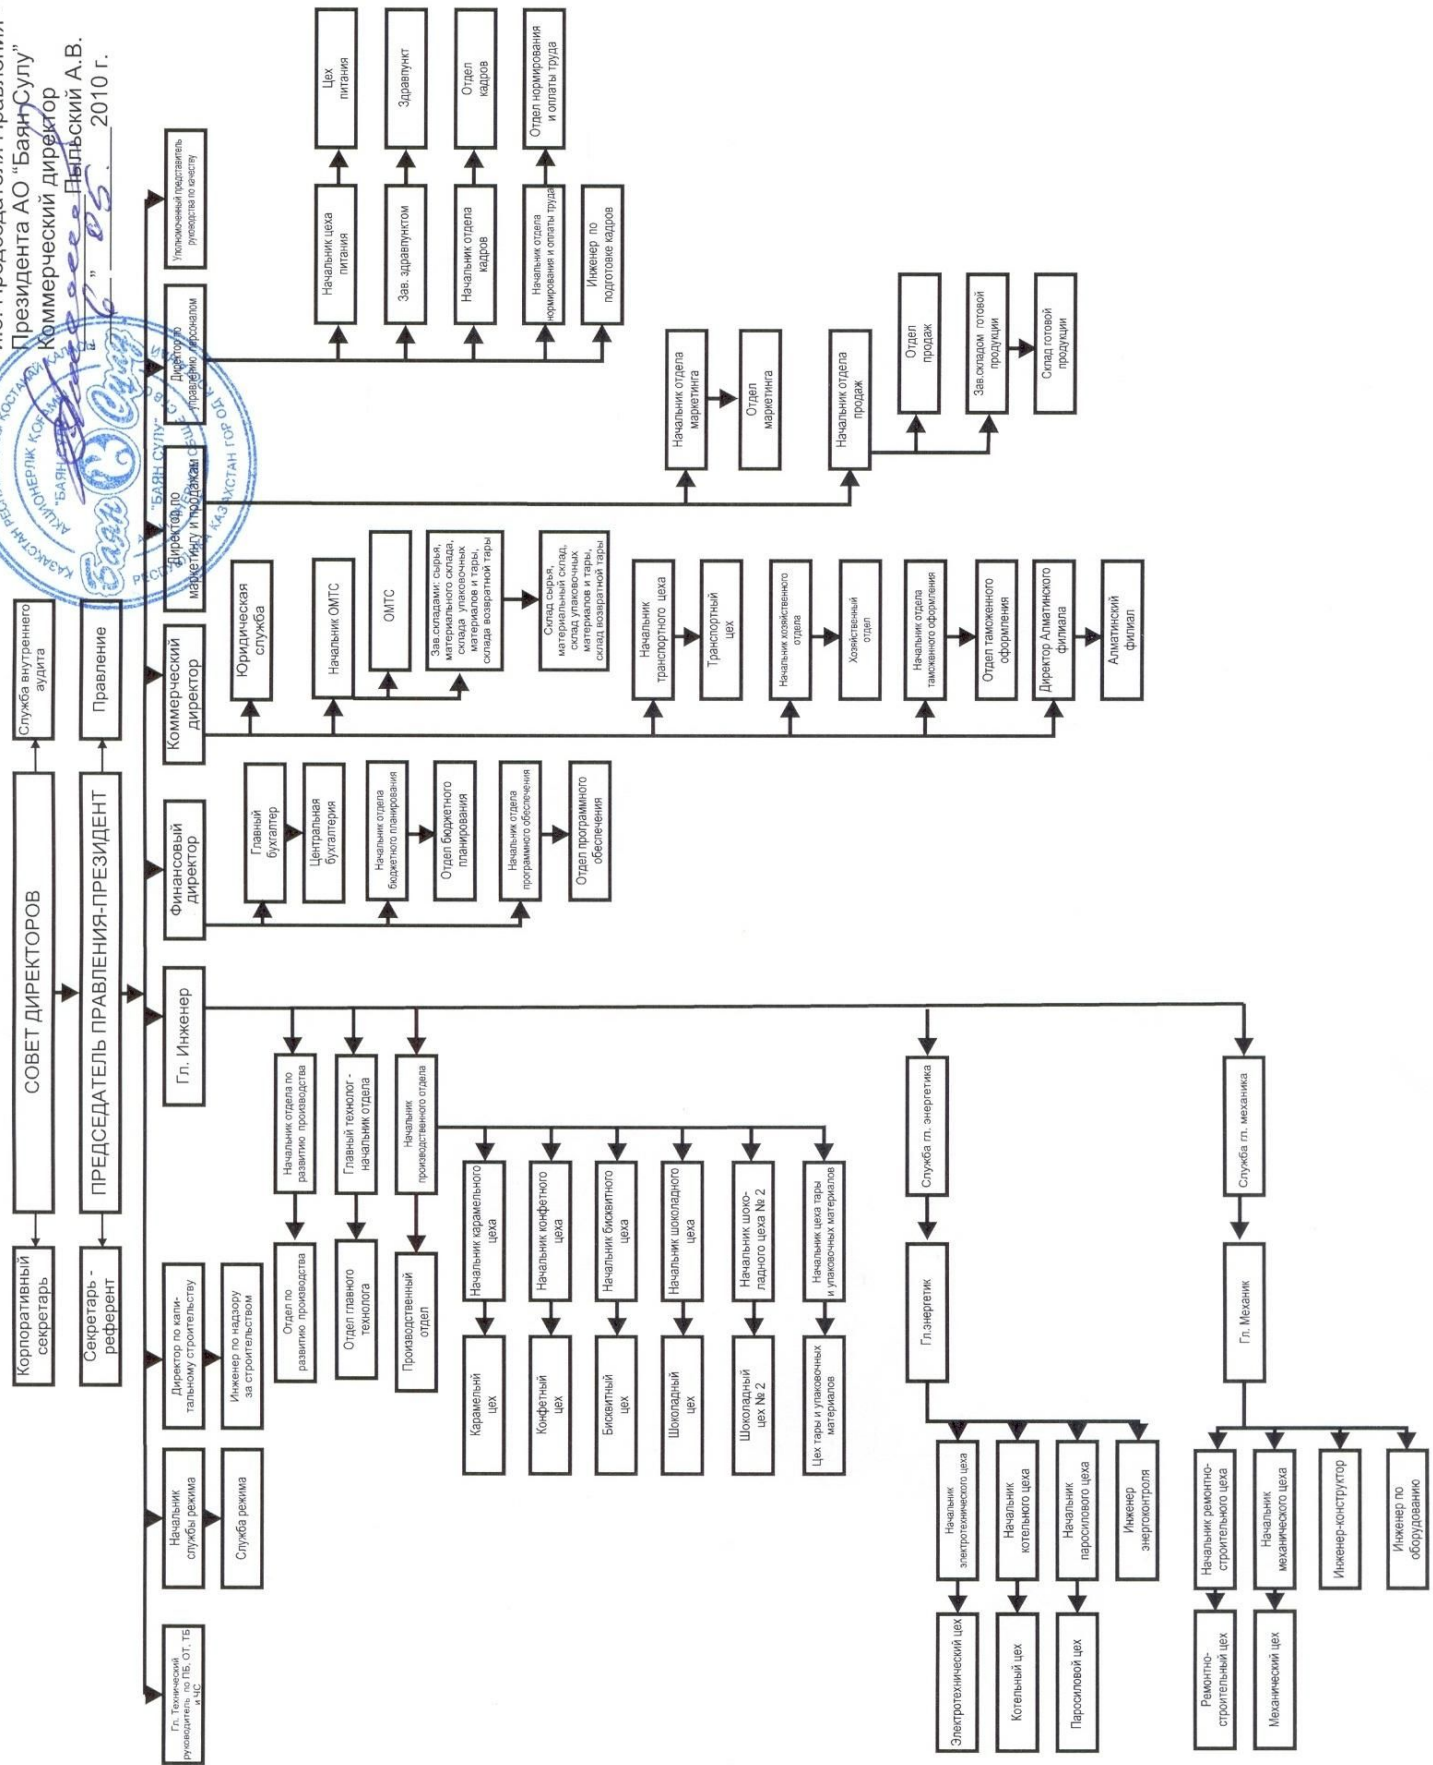 Президента АО "Баян Сулу"
Коммерческий директор
Пыльский А.В.
" 6 " 05. 2010 г.
СОВЕТ ДИРЕКТОРОВ
Корпоративный
секретарь
Служба внутреннего
аудита
ПРЕДСЕДАТЕЛЬ ПРАВЛЕНИЯ-ПРЕЗИДЕНТ
Секретарь -
референт
Правление
Гл. Технический
руководитель по ПБ, ОТ, ТБ
и ЧС
Начальник
службы режима
Служба режима
Директор по капи-
тальному строительству
Инженер по надзору
за строительством
Гл. Инженер
Финансовый
директор
Коммерческий
директор
Директор по
маркетингу и продажам
Директор по
управлению персоналом
Уполномоченный представитель
руководства по качеству
Начальник отдела по
развитию производства
Отдел по
развитию производства
Главный технолог -
начальник отдела
Отдел главного
технолога
Начальник
производственного отдела
Производственный
отдел
Начальник карамельного
цеха
Карамельни
цех
Начальник конфетного
цеха
Конфетный
цех
Начальник бисквитного
цеха
Бисквитный
цех
Начальник шоколадного
цеха
Шоколадный
цех
Начальник шоко-
ладного цеха № 2
Шоколадный
цех № 2
Начальник цеха тары
и упаковочных материалов
Цех тары и упаковочных
материалов
Служба гл. энергетика
Гл.энергетик
Начальник
электротехнического цеха
Электротехнический цех
Начальник
котельного цеха
Котельный цех
Начальник
паросилового цеха
Паросиловой цех
Инженер
энергоконтроля
Служба гл. механика
Гл. Механик
Начальник ремонтно-
строительного цеха
Ремонтно-
строительный цех
Начальник
механического цеха
Механический цех
Инженер-конструктор
Инженер по
оборудованию
Главный
бухгалтер
Центральная
бухгалтерия
Начальник отдела
бюджетного планирования
Отдел бюджетного
планирования
Начальник отдела
программного обеспечения
Отдел программного
обеспечения
Юридическая
служба
Начальник ОМТС
ОМТС
Зав.складами: сырья,
материального склада,
склада упаковочных
материалов и тары,
склада возвратной тары
Склад сырья,
материальный склад,
склад упаковочных
материалов и тары,
склад возвратной тары
Начальник
транспортного цеха
Транспортный
цех
Начальник хозяйственного
отдела
Хозяйственный
отдел
Начальник отдела
таможенного оформления
Отдел таможенного
оформления
Директор Алматинского
филиала
Алматинский
филиал
Начальник отдела
маркетинга
Отдел
маркетинга
Начальник отдела
продаж
Отдел
продаж
Зав.складом готовой
продукции
Склад готовой
продукции
Начальник цеха
питания
Цех
питания
Зав. здравпунктом
Здравпункт
Начальник отдела
кадров
Отдел
кадров
Начальник отдела
нормирования и оплаты труда
Отдел нормирования
и оплаты труда
Инженер по
подготовке кадров
Баян Сулу
"БАЯН СУЛУ"
АКЦИОНЕРЛІК ҚОҒАМЫ